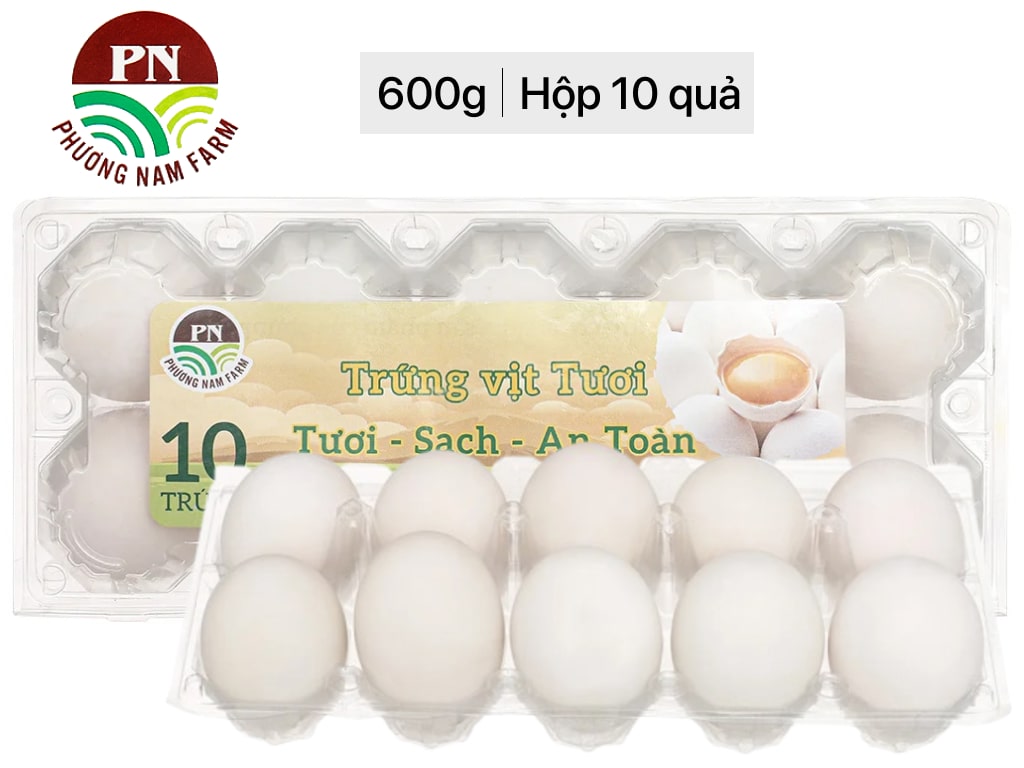 PN
PHƯƠNG NAM FARM
600g | Hộp 10 quả
PN
PHƯƠNG NAM FARM
Trứng vịt Tươi
Tươi - Sạch - An Toàn
10